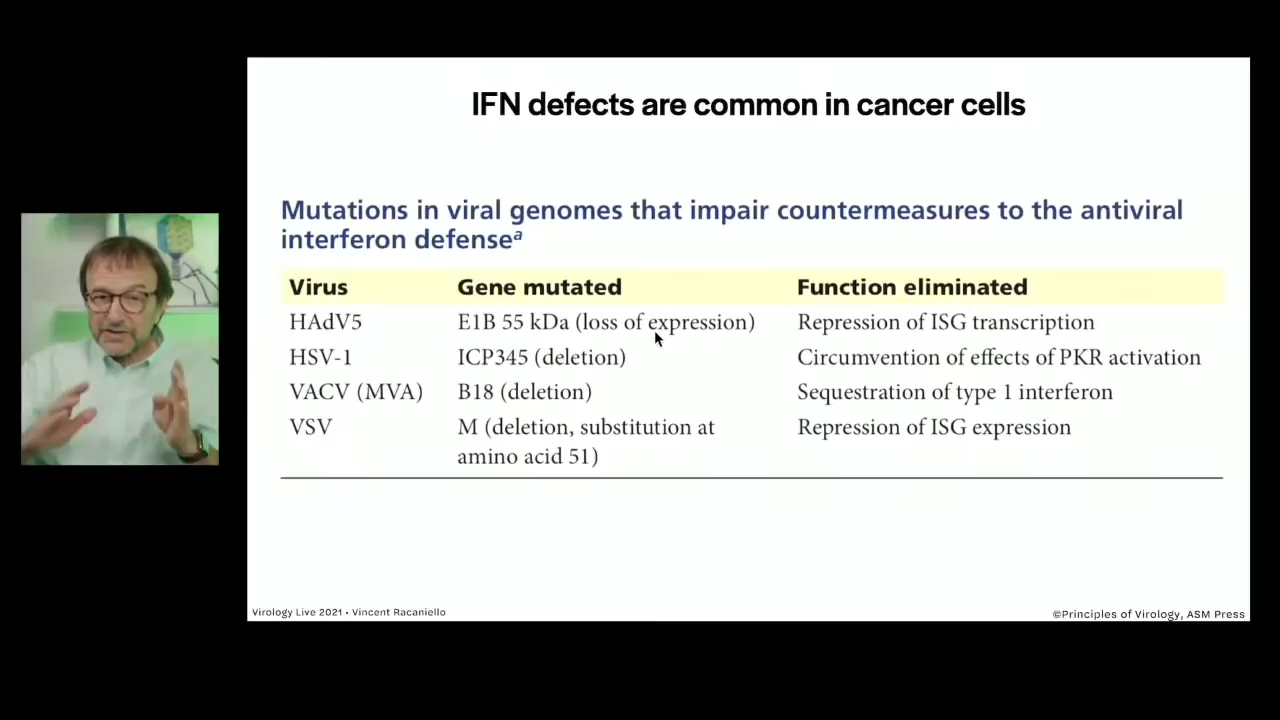 IFN defects are common in cancer cells
Mutations in viral genomes that impair countermeasures to the antiviral
interferon defenseª
Virus Gene mutated Function eliminated
HAdV5 E1B 55 kDa (loss of expression) Repression of ISG transcription
HSV-1 ICP345 (deletion) Circumvention of effects of PKR activation
VACV (MVA) B18 (deletion) Sequestration of type 1 interferon
VSV M (deletion, substitution at Repression of ISG expression
amino acid 51)
Virology Live 2021 • Vincent Racaniello ©Principles of Virology, ASM Press